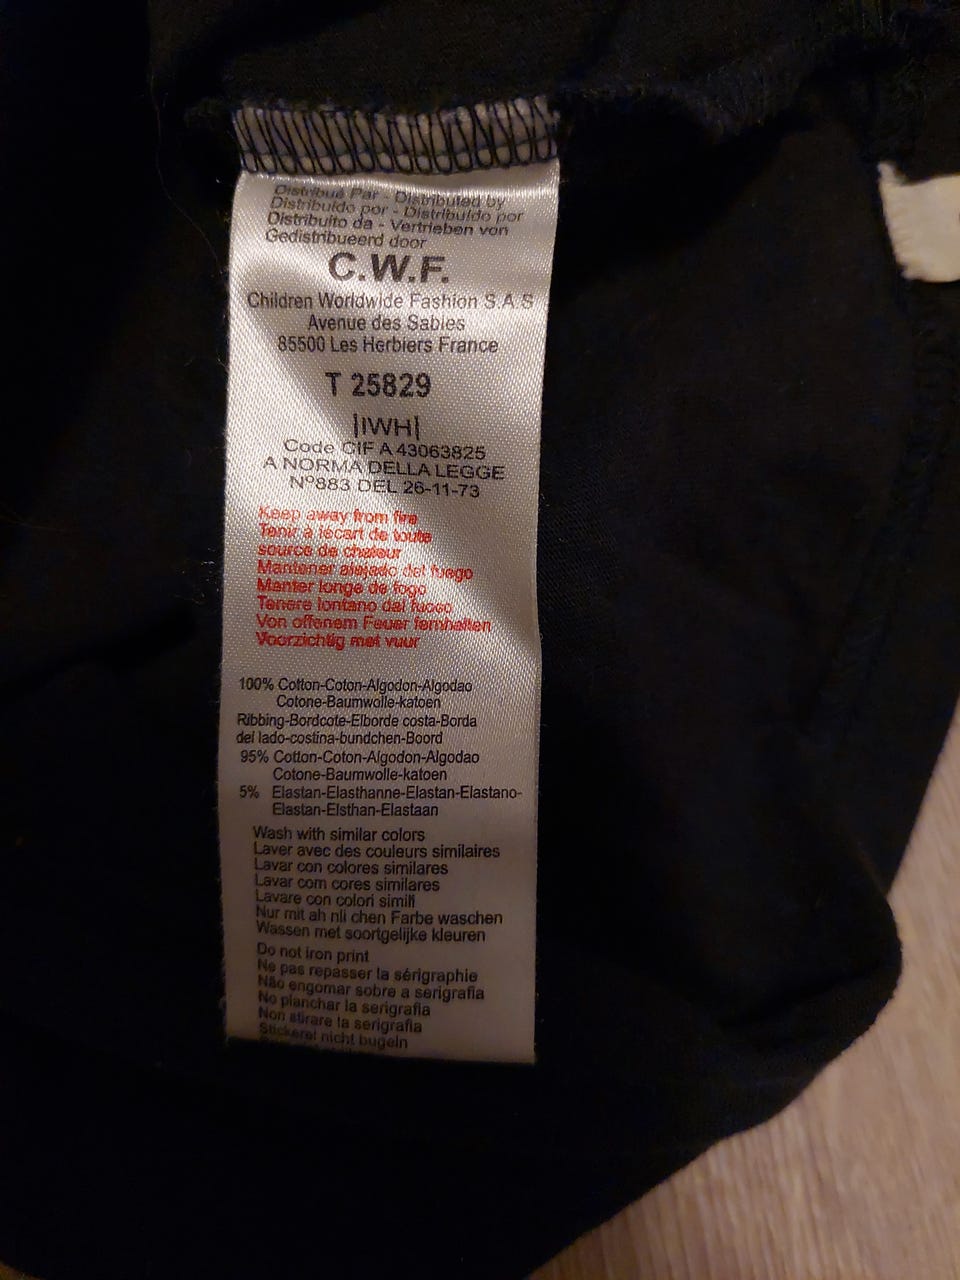 Distribué Par - Distributed by
Distribuido por - Distribuído por
Distribuito da - Vertrieben von
Gedistribueerd door
C.W.F.
Children Worldwide Fashion S.A.S
Avenue des Sables
85500 Les Herbiers France
T 25829
|IWH|
Code CIF A 43063825
A NORMA DELLA LEGGE
Nº883 DEL 26-11-73
Keep away from fire
Tenir a lécart de toute
source de chaleur
Mantener alejado del fuego
Manter longe de fogo
Tenere lontano dal fuoco
Von offenem Feuer fernhalten
Voorzichtig met vuur
100% Cotton-Coton-Algodon-Algodao
Cotone-Baumwolle-katoen
Ribbing-Bordcote-Elborde costa-Borda
del lado-costina-bundchen-Boord
95% Cotton-Coton-Algodon-Algodao
Cotone-Baumwolle-katoen
5% Elastan-Elasthanne-Elastan-Elastano-
Elastan-Elsthan-Elastaan
Wash with similar colors
Laver avec des couleurs similaires
Lavar con colores similares
Lavar com cores similares
Lavare con colori simili
Nur mit ah nli chen Farbe waschen
Wassen met soortgelijke kleuren
Do not iron print
Ne pas repasser la sérigraphie
Não engomar sobre a serigrafia
No planchar la serigrafia
Non stirare la serigrafia
Stickerei nicht bugeln